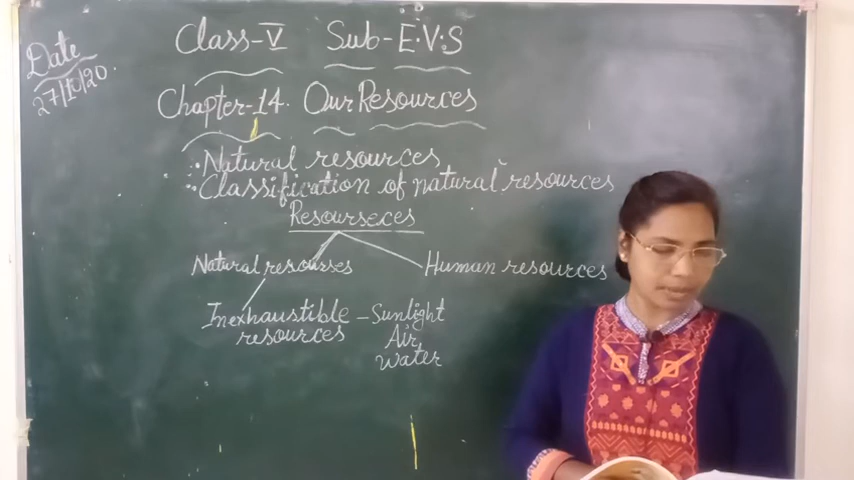 Date
27/10/20.
Class-V Sub-E.V.S
Chapter-14. Our Resources
Natural resources
Classification of natural resources
Resourseces
Natural resourses
Human resources
Inexhaustible - Sunlight
resources Air
Water